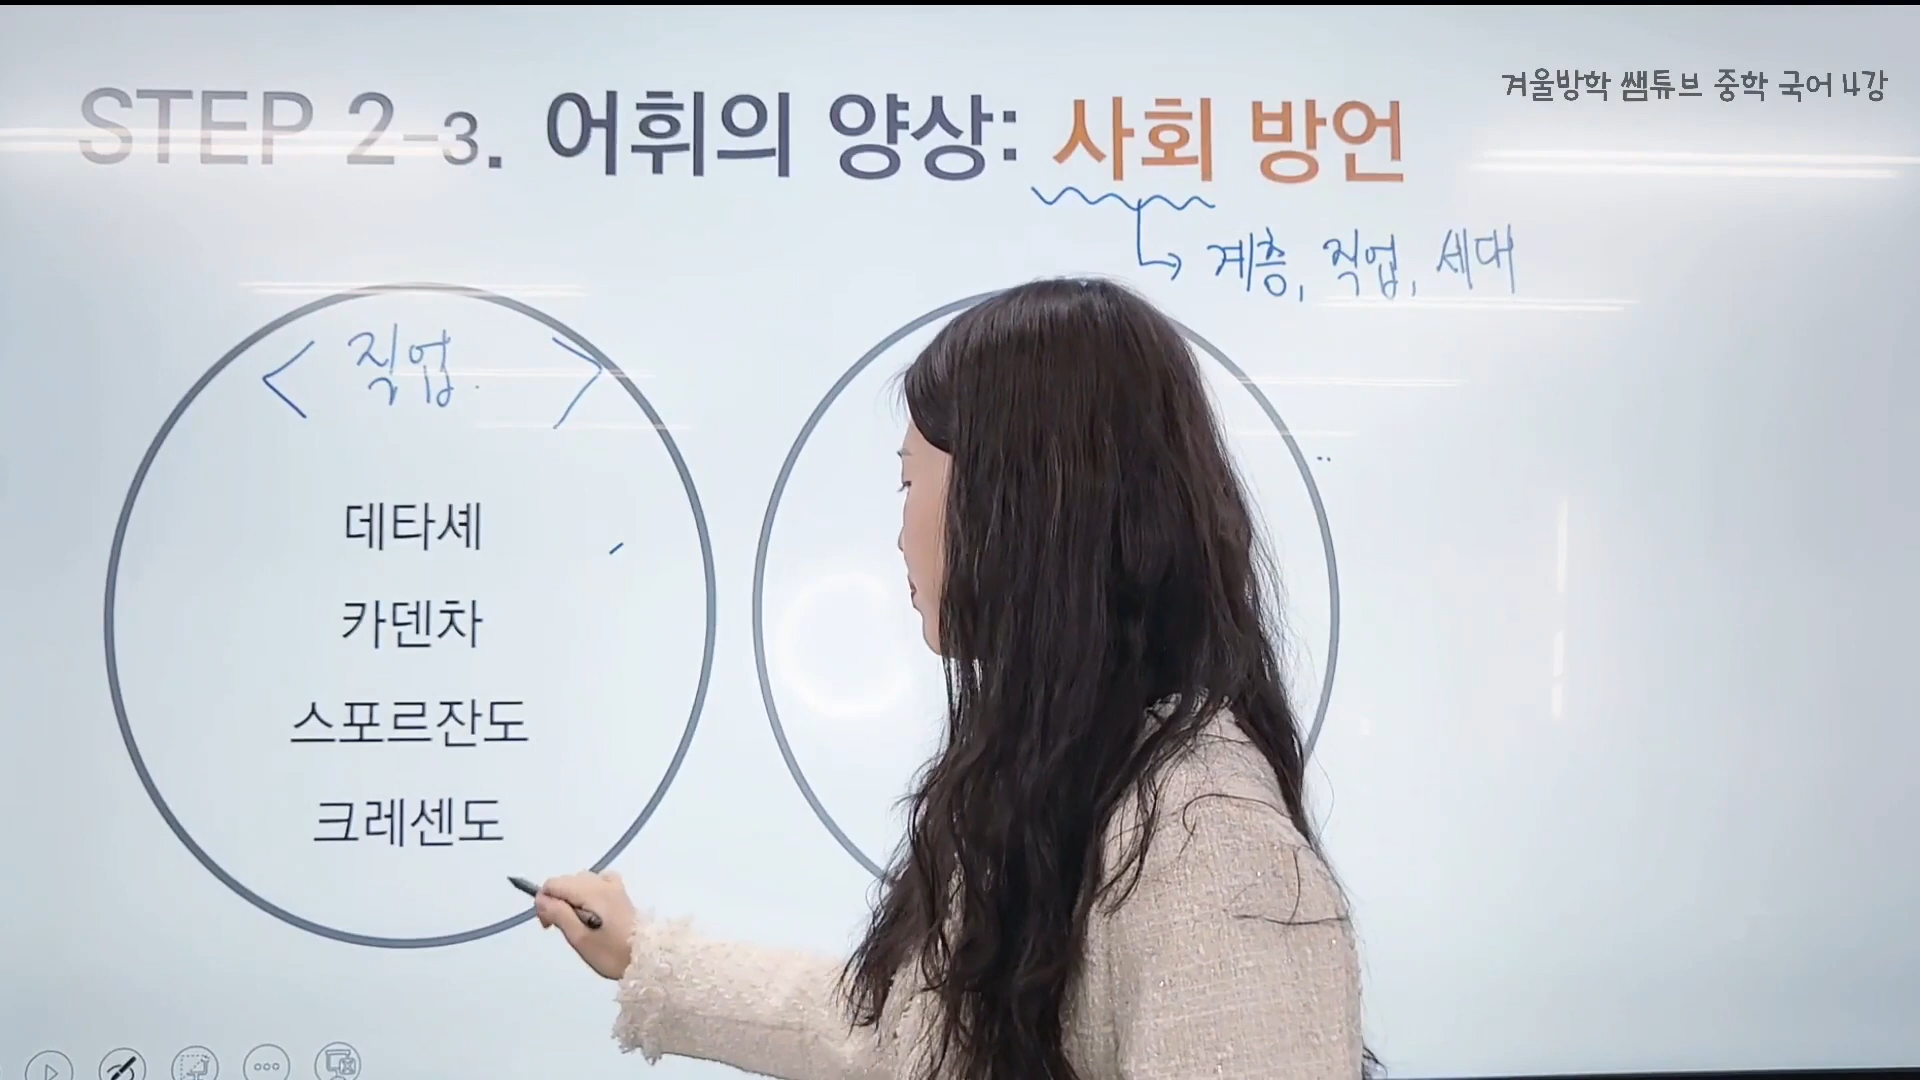 겨울방학 쌤튜브 중학 국어 4강
STEP 2-3. 어휘의 양상: 사회 방언
계층, 직업, 세대
< 직업 >
데타셰
카덴차
스포르잔도
크레센도